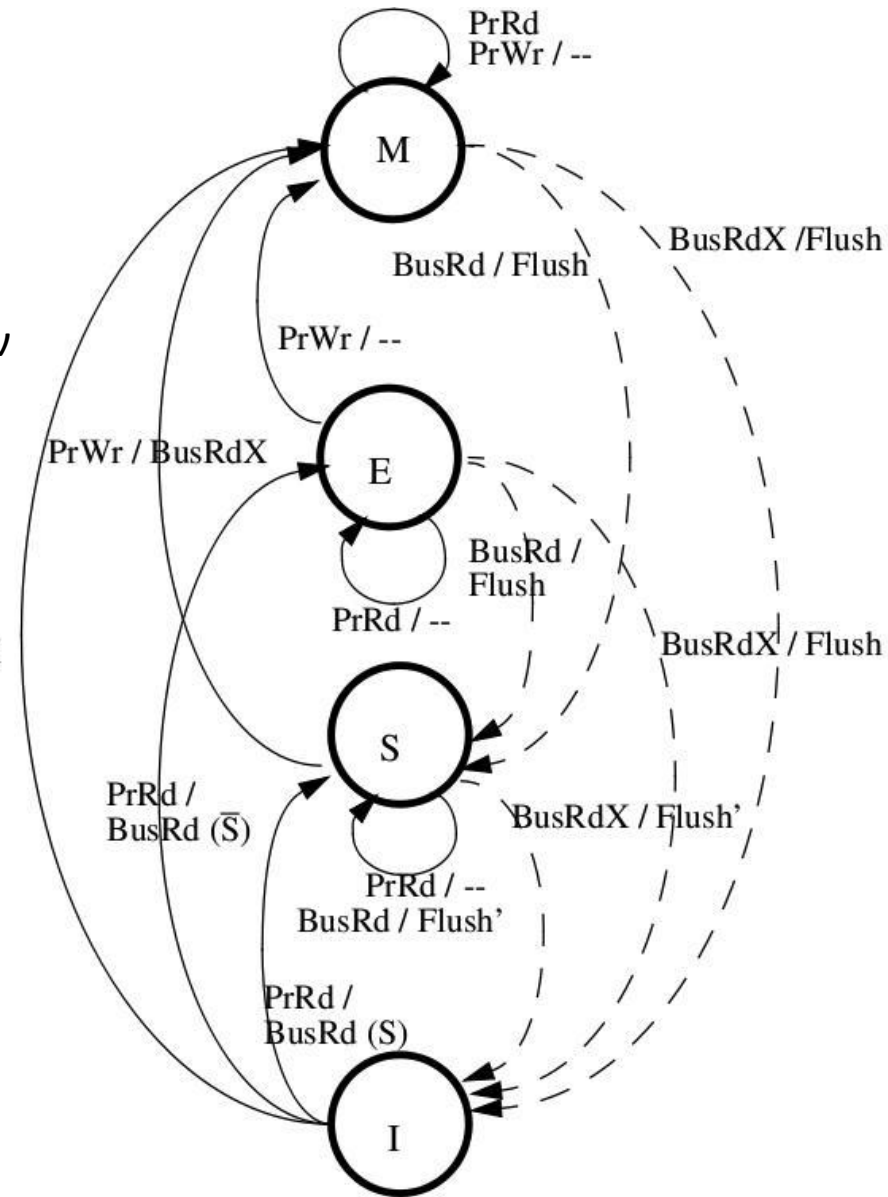 PrRd
PrWr / --
M
BusRdX /Flush
BusRd / Flush
PrWr / --
PrWr / BusRdX
E
BusRd /
Flush
PrRd / --
BusRdX / Flush
S
PrRd /
BusRd (S̅)
BusRdX / Flush’
PrRd / --
BusRd / Flush’
PrRd /
BusRd (S)
I